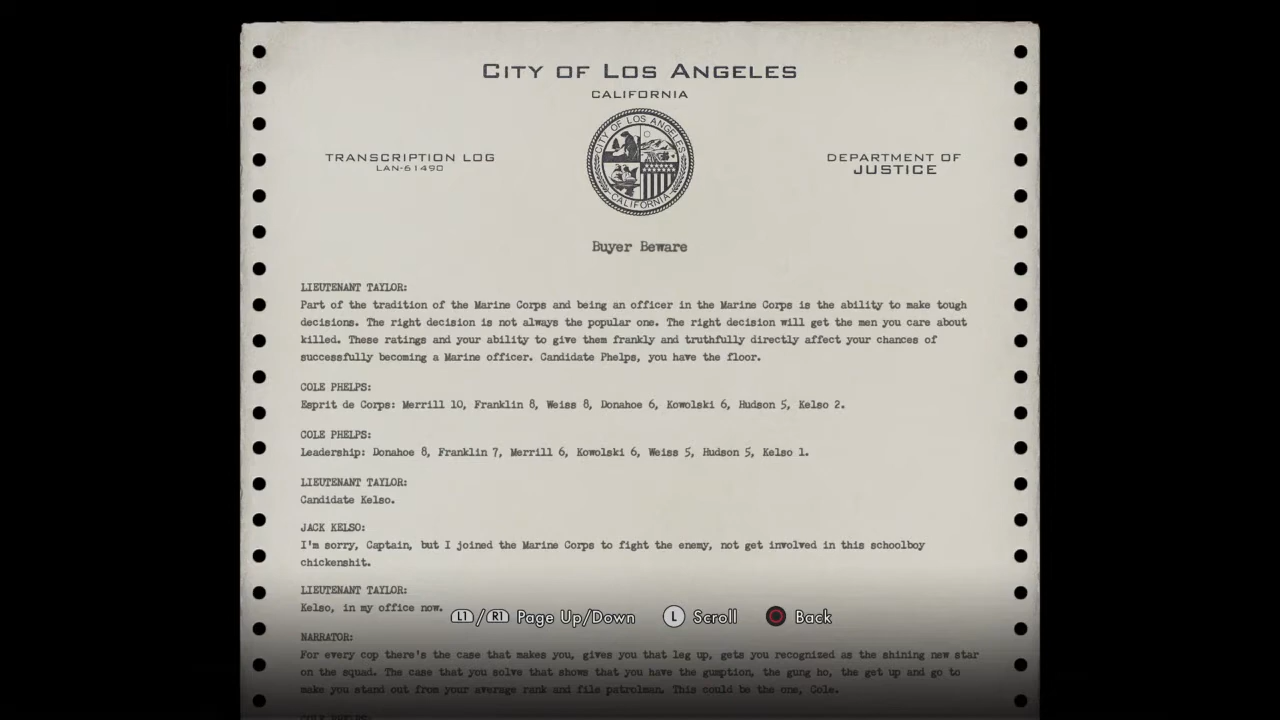 CITY OF LOS ANGELES
CALIFORNIA
CITY OF LOS ANGELES
CALIFORNIA
TRANSCRIPTION LOG
LAN-61490
DEPARTMENT OF
JUSTICE
Buyer Beware
LIEUTENANT TAYLOR:
Part of the tradition of the Marine Corps and being an officer in the Marine Corps is the ability to make tough
decisions. The right decision is not always the popular one. The right decision will get the men you care about
killed. These ratings and your ability to give them frankly and truthfully directly affect your chances of
successfully becoming a Marine officer. Candidate Phelps, you have the floor.
COLE PHELPS:
Esprit de Corps: Merrill 10, Franklin 8, Weiss 8, Donahoe 6, Kowolski 6, Hudson 5, Kelso 2.
COLE PHELPS:
Leadership: Donahoe 8, Franklin 7, Merrill 6, Kowolski 6, Weiss 5, Hudson 5, Kelso 1.
LIEUTENANT TAYLOR:
Candidate Kelso.
JACK KELSO:
I'm sorry, Captain, but I joined the Marine Corps to fight the enemy, not get involved in this schoolboy
chickenshit.
LIEUTENANT TAYLOR:
Kelso, in my office now.
L1/R1 Page Up/Down L Scroll Back
NARRATOR:
For every cop there's the case that makes you, gives you that leg up, gets you recognized as the shining new star
on the squad. The case that you solve that shows that you have the gumption, the gung ho, the get up and go to
make you stand out from your average rank and file patrolman. This could be the one, Cole.